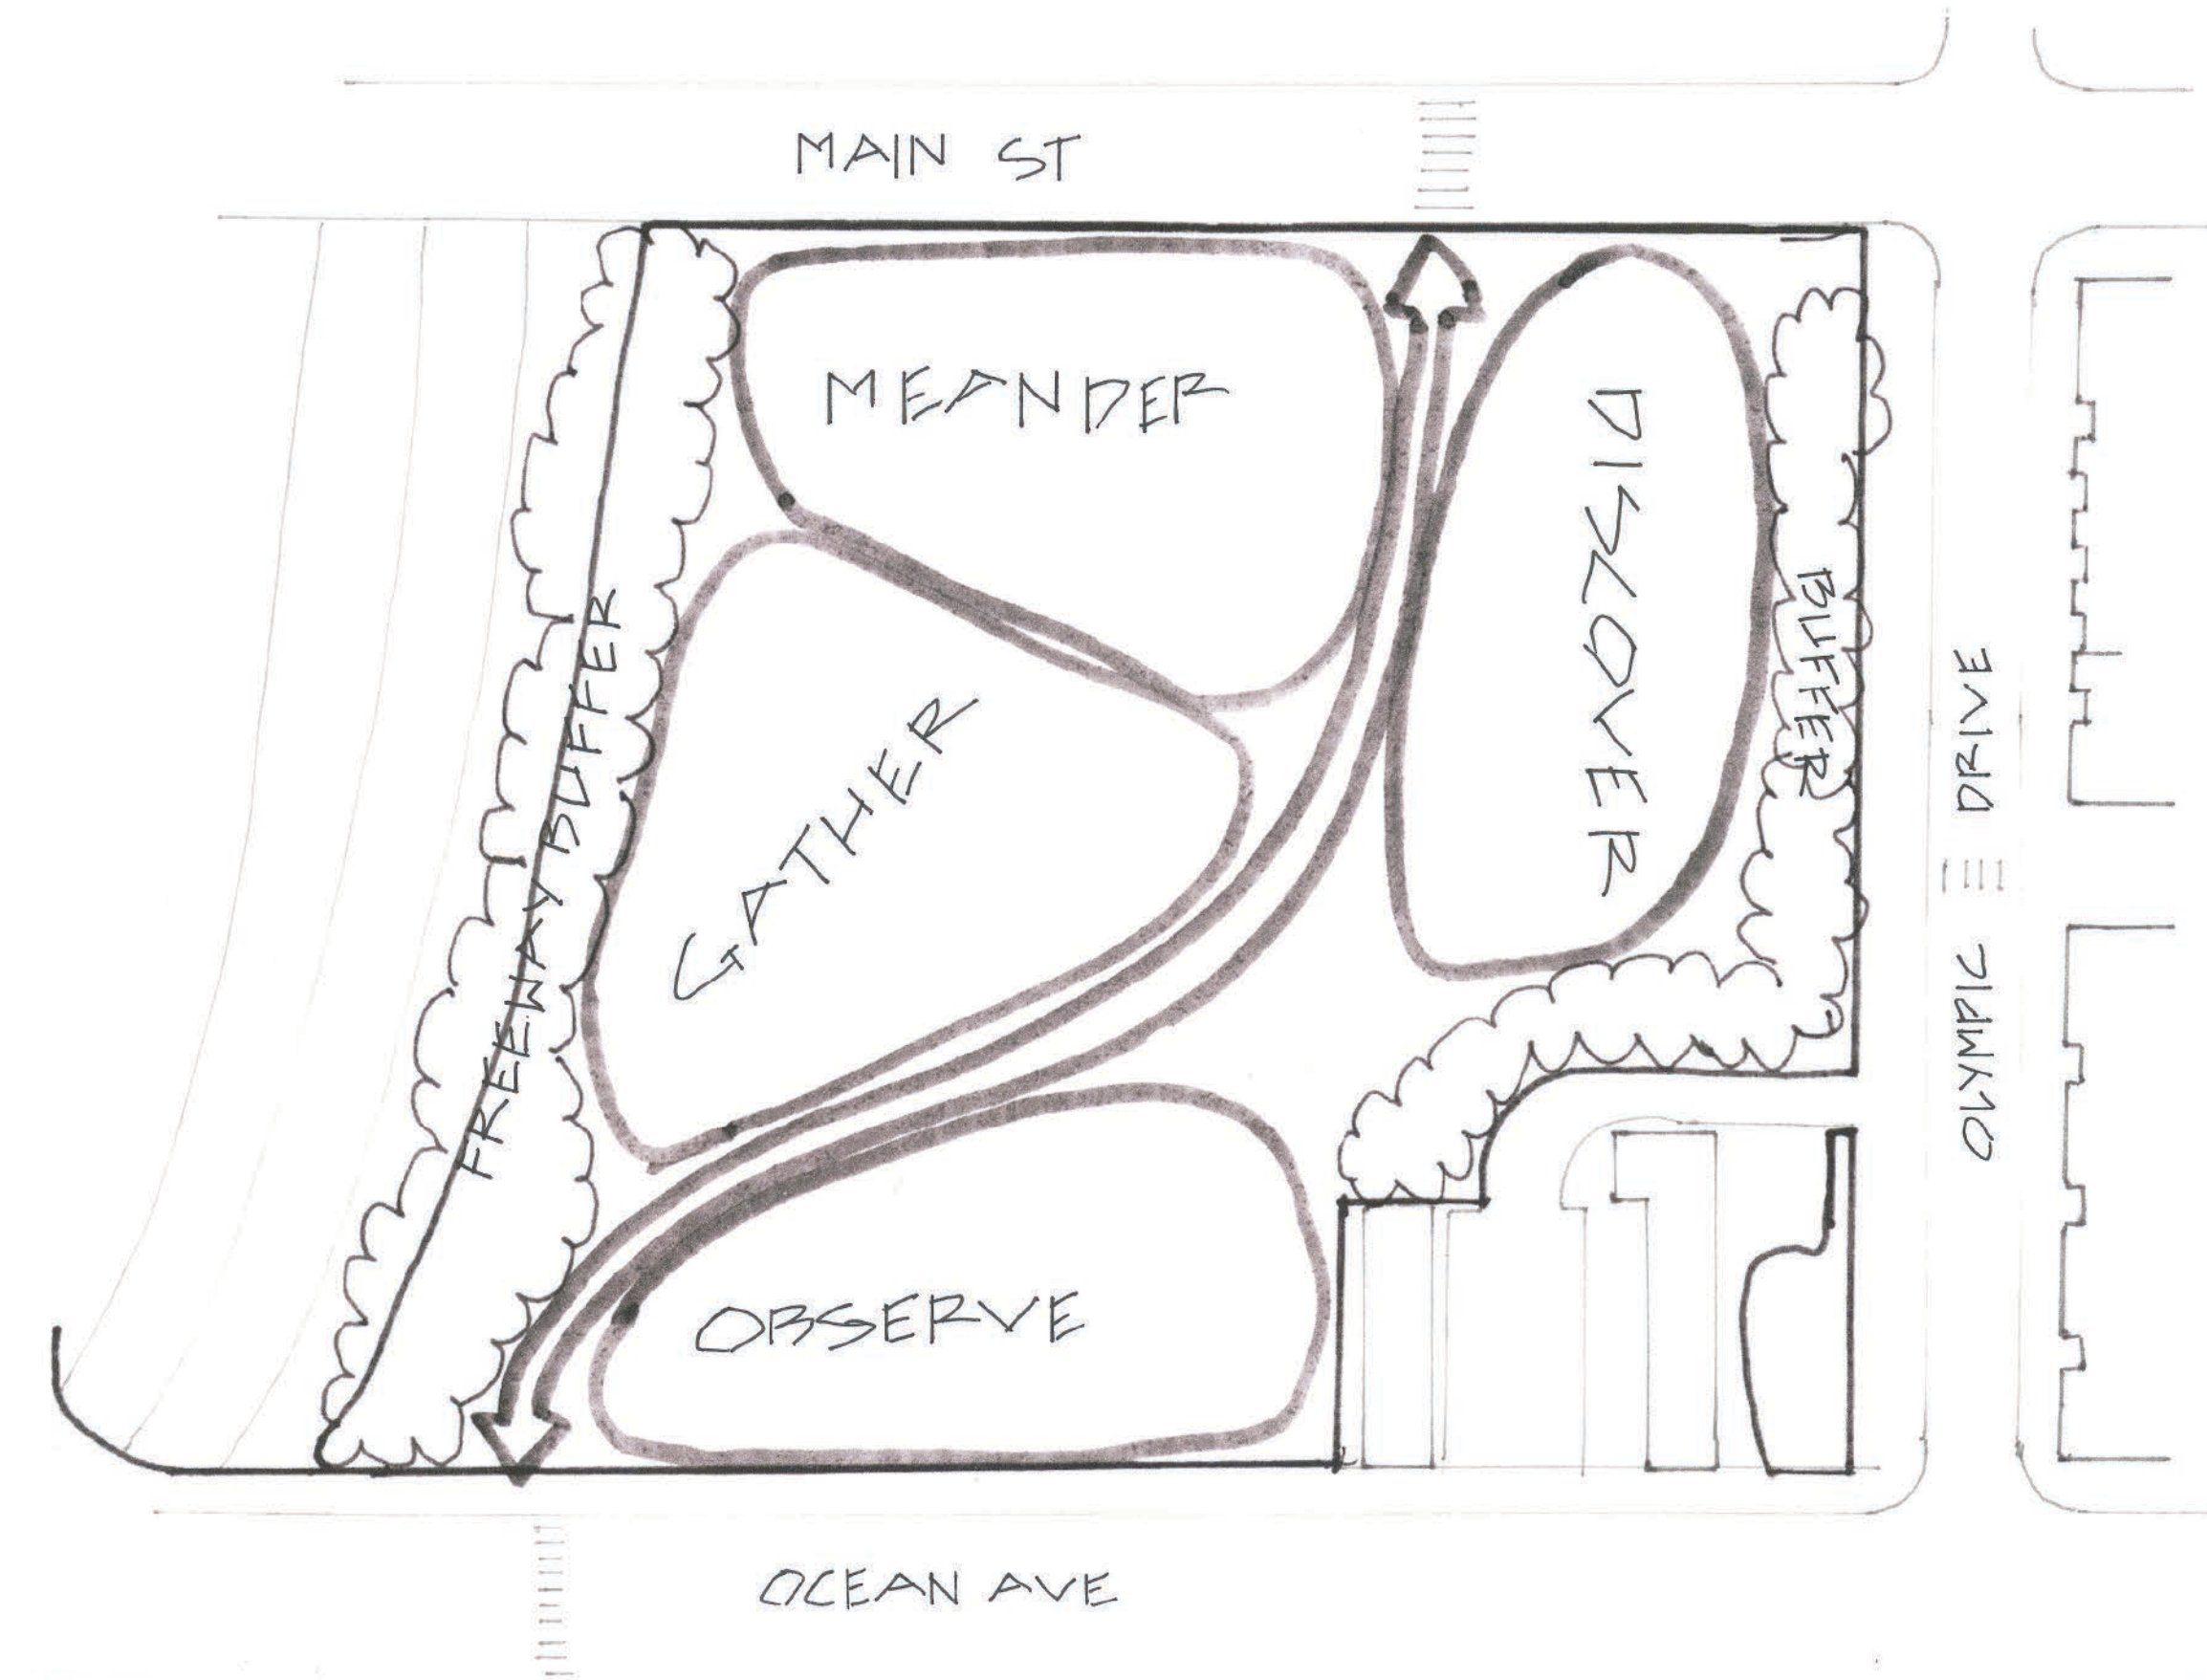 MAIN ST
MEANDER
DISCOVER
BUFFER
FREEWAY BUFFER
GATHER
OLYMPIC DRIVE
OBSERVE
OCEAN AVE